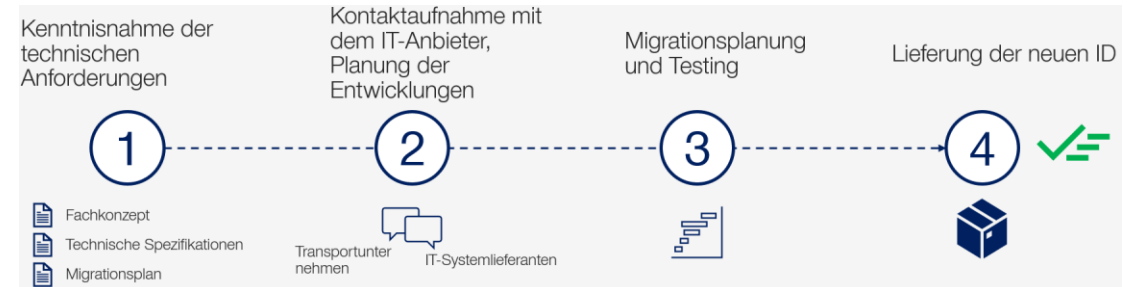 Kenntnisnahme der
technischen
Anforderungen
Kontaktaufnahme mit
dem IT-Anbieter,
Planung der
Entwicklungen
Migrationsplanung
und Testing
Lieferung der neuen ID
1
2
3
4
Fachkonzept
Technische Spezifikationen
Migrationsplan
Transportunter
nehmen
IT-Systemlieferanten